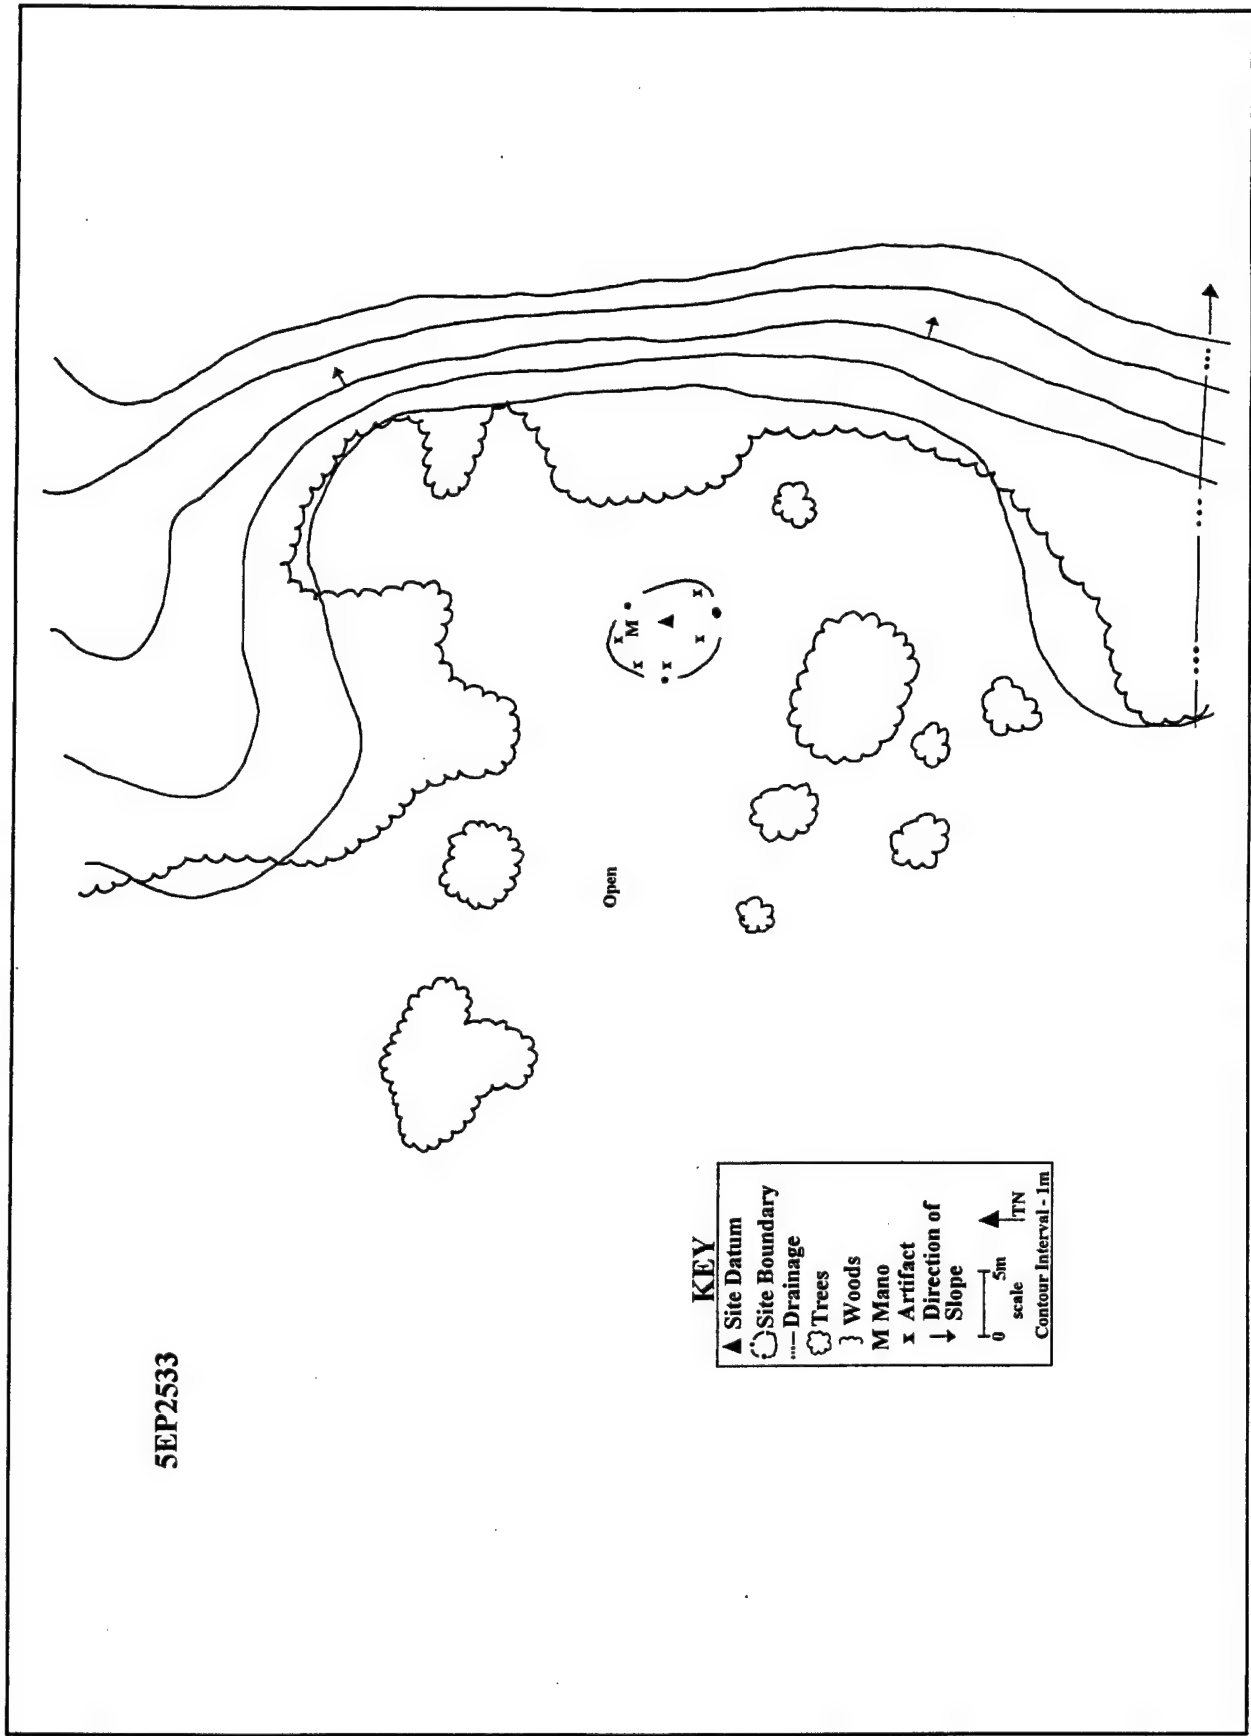 5EP2533
M
x
x
x
x
x
Open
KEY
Site Datum
Site Boundary
Drainage
Trees
Woods
M Mano
x Artifact
Direction of
Slope
0 5m
scale
TN
Contour Interval - 1m